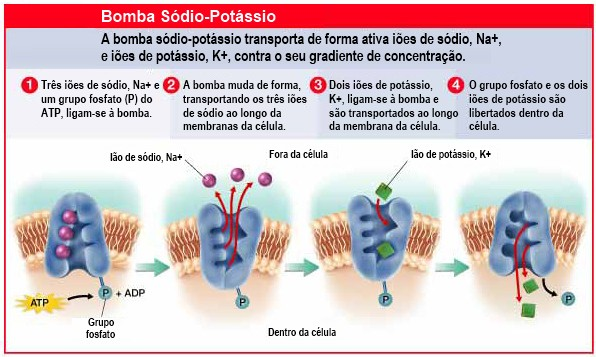 Bomba Sódio-Potássio
A bomba sódio-potássio transporta de forma ativa iões de sódio, Na+,
e iões de potássio, K+, contra o seu gradiente de concentração.
1 Três iões de sódio, Na+ e
um grupo fosfato (P) do
ATP, ligam-se à bomba.
2 A bomba muda de forma,
transportando os três iões
de sódio ao longo da
membranas da célula.
3 Dois iões de potássio,
K+, ligam-se à bomba e
são transportados ao longo
da membrana da célula.
4 O grupo fosfato e os dois
iões de potássio são
libertados dentro da
célula.
Ião de sódio, Na+
Fora da célula
Ião de potássio, K+
ATP
P + ADP
P
P
P
Grupo
fosfato
Dentro da célula